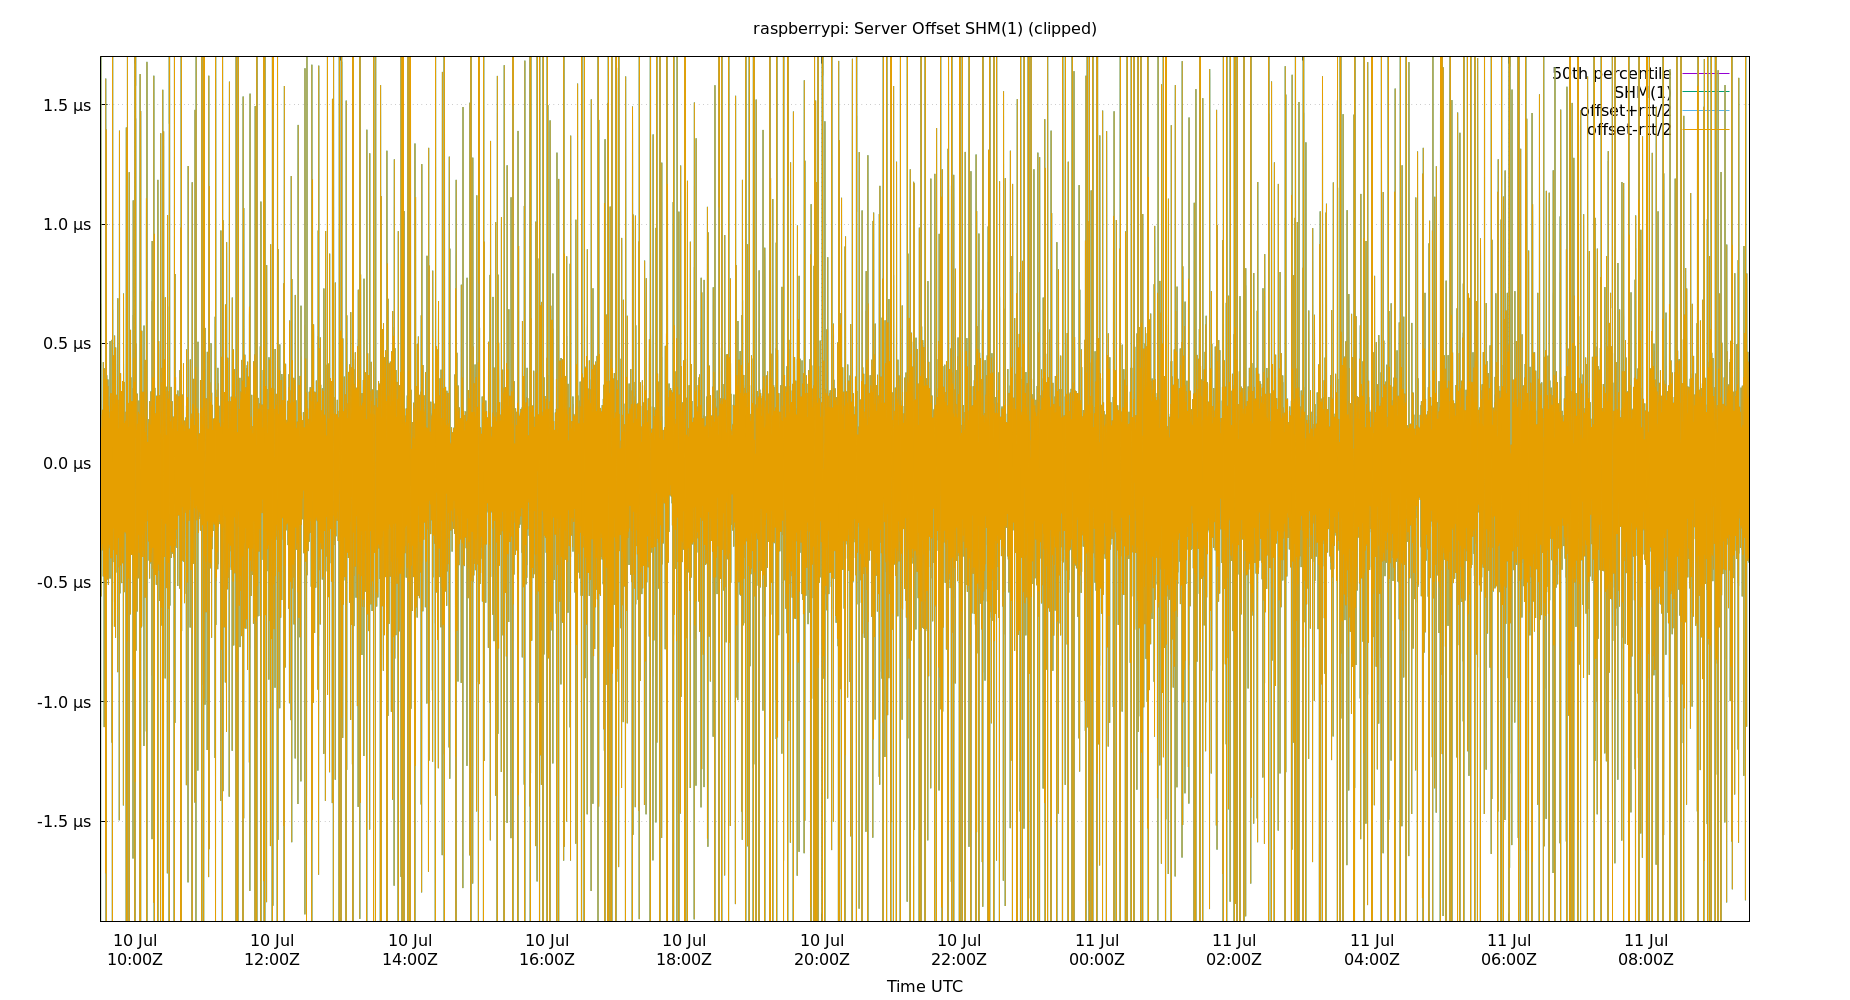 raspberrypi: Server Offset SHM(1) (clipped)
50th percentile
SHM(1)
offset+rtt/2
offset-rtt/2
1.5 µs
1.0 µs
0.5 µs
0.0 µs
-0.5 µs
-1.0 µs
-1.5 µs
10 Jul 10 Jul 10 Jul 10 Jul 10 Jul 10 Jul 10 Jul 11 Jul 11 Jul 11 Jul 11 Jul 11 Jul
10:00Z 12:00Z 14:00Z 16:00Z 18:00Z 20:00Z 22:00Z 00:00Z 02:00Z 04:00Z 06:00Z 08:00Z
Time UTC